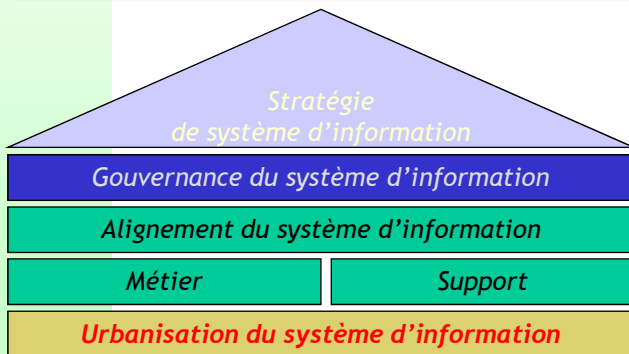 Stratégie
de système d'information
Gouvernance du système d'information
Alignement du système d'information
Métier
Support
Urbanisation du système d'information